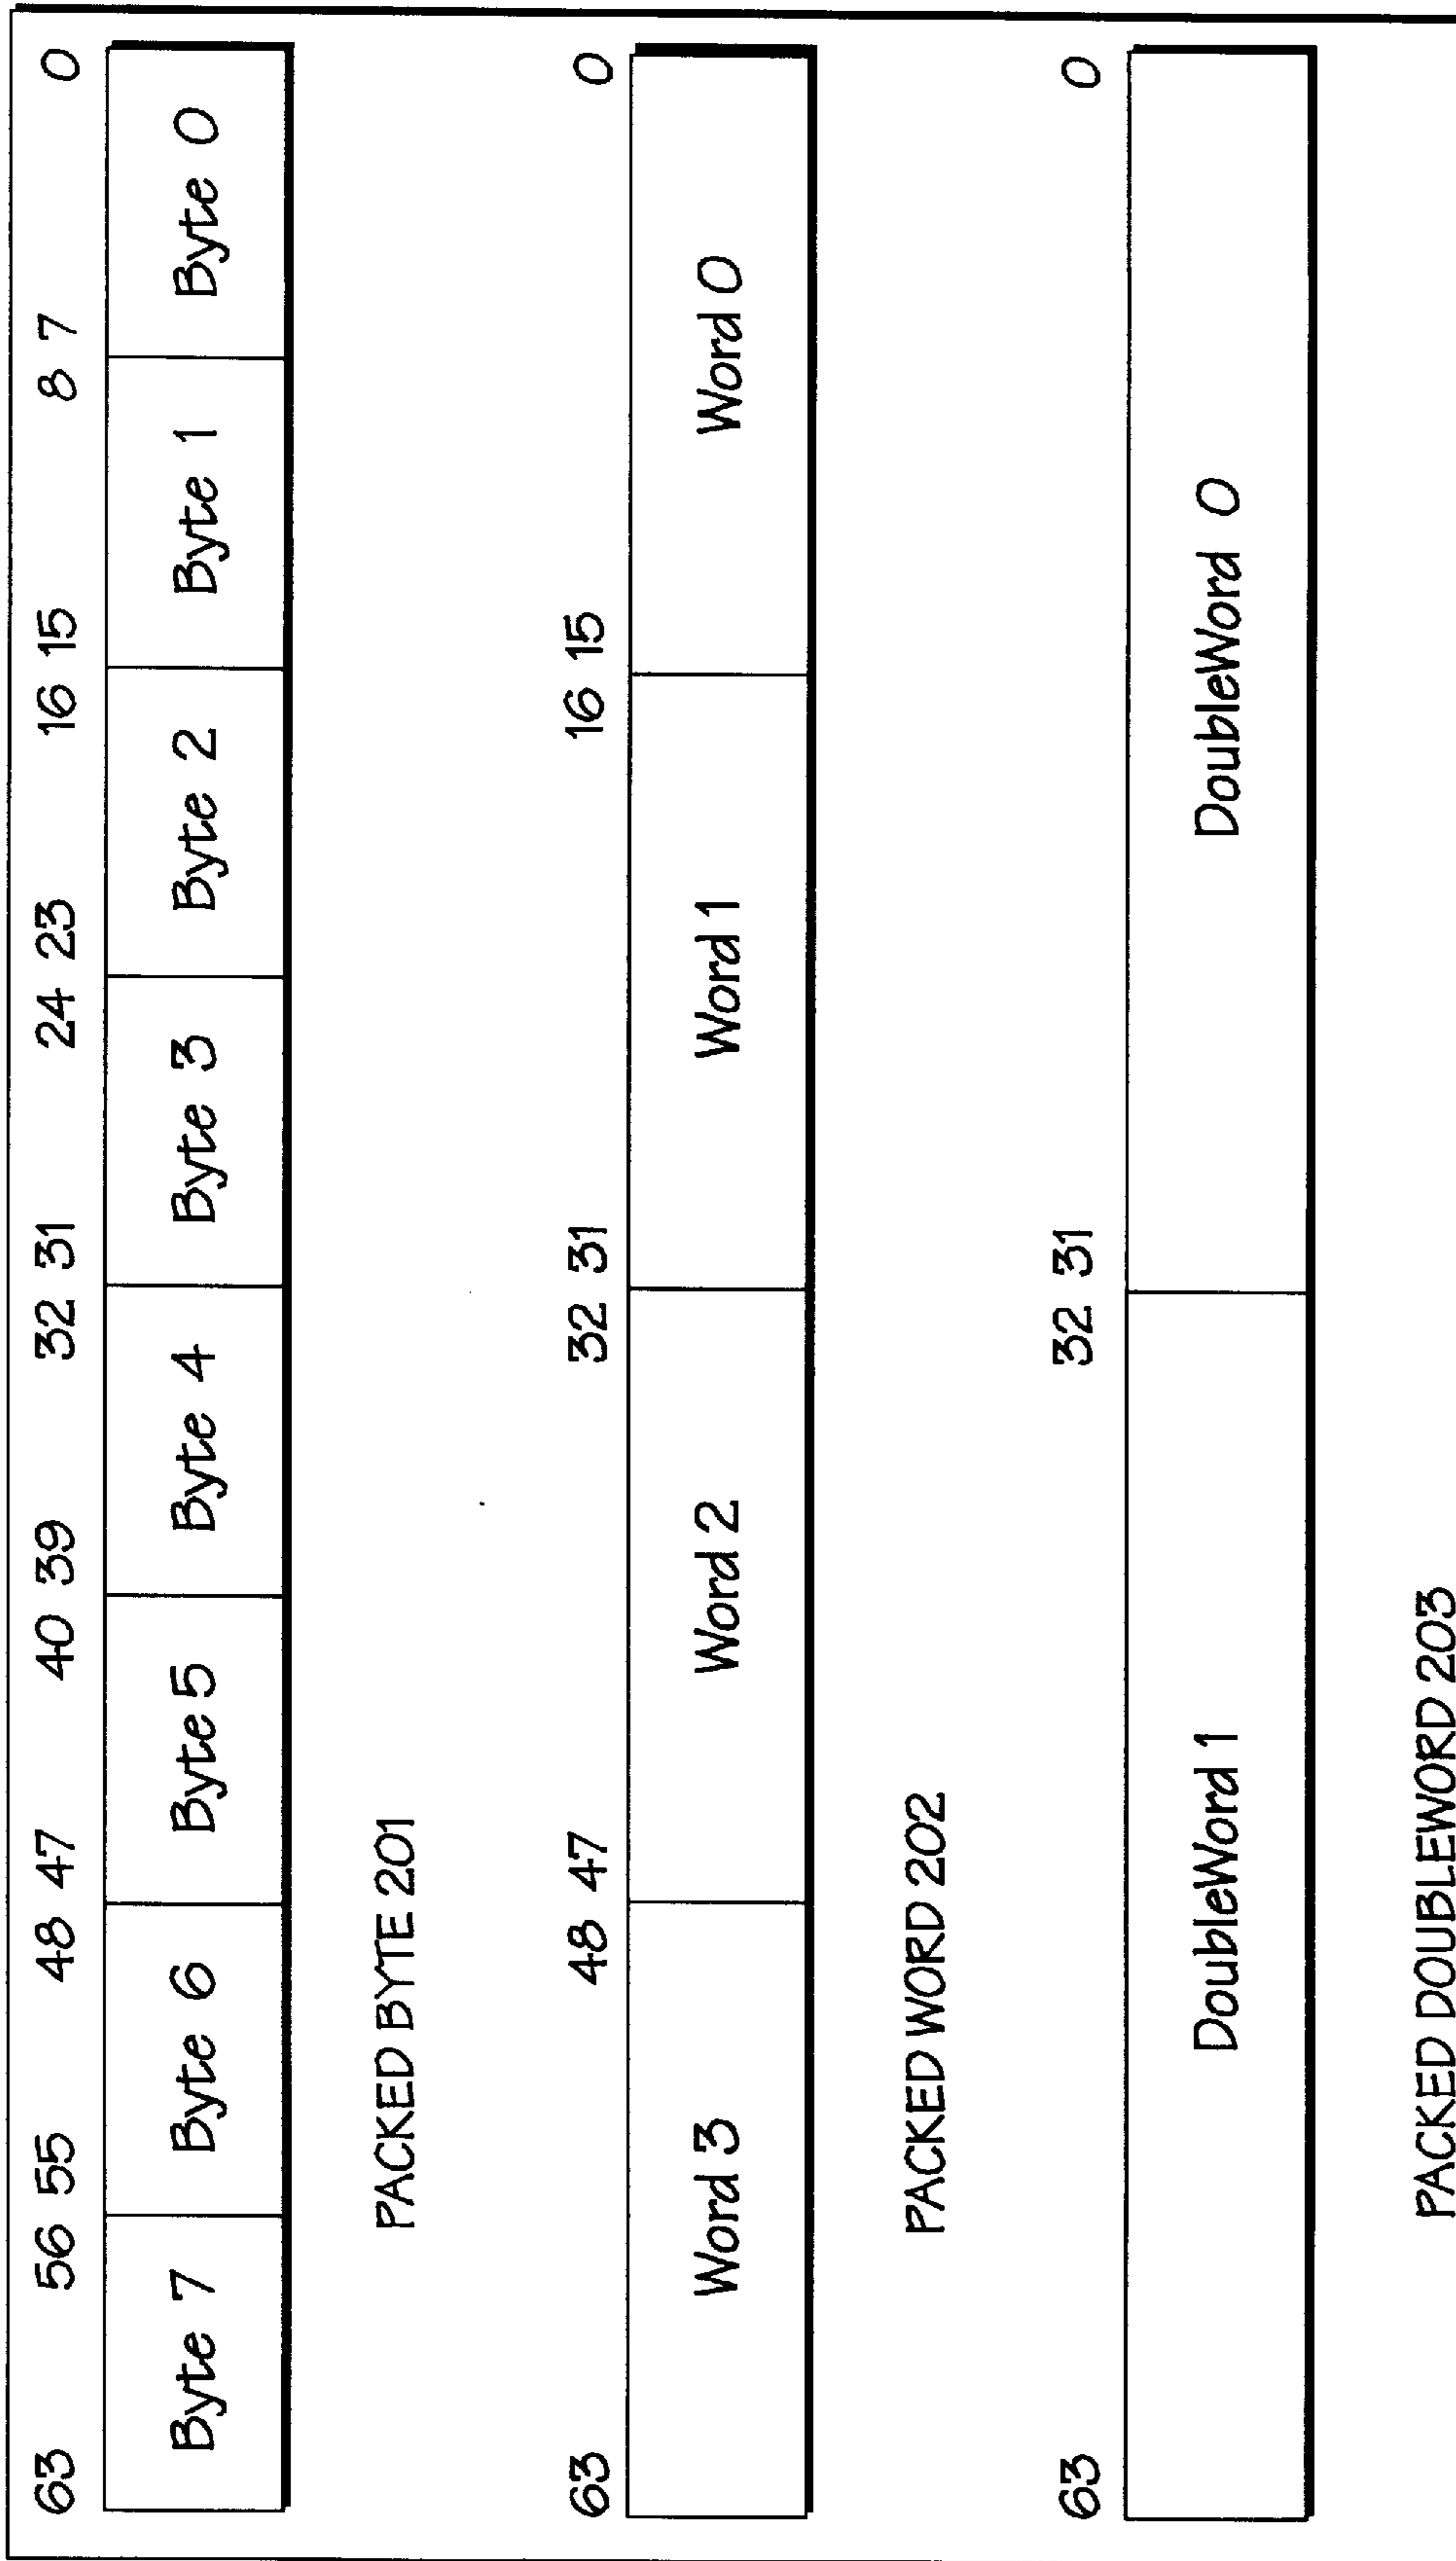 63 56 55 48 47 40 39 32 31 24 23 16 15 8 7 0
Byte 7 Byte 6 Byte 5 Byte 4 Byte 3 Byte 2 Byte 1 Byte 0
PACKED BYTE 201
63 48 47 32 31 16 15 0
Word 3 Word 2 Word 1 Word 0
PACKED WORD 202
63 32 31 0
DoubleWord 1 DoubleWord 0
PACKED DOUBLEWORD 203